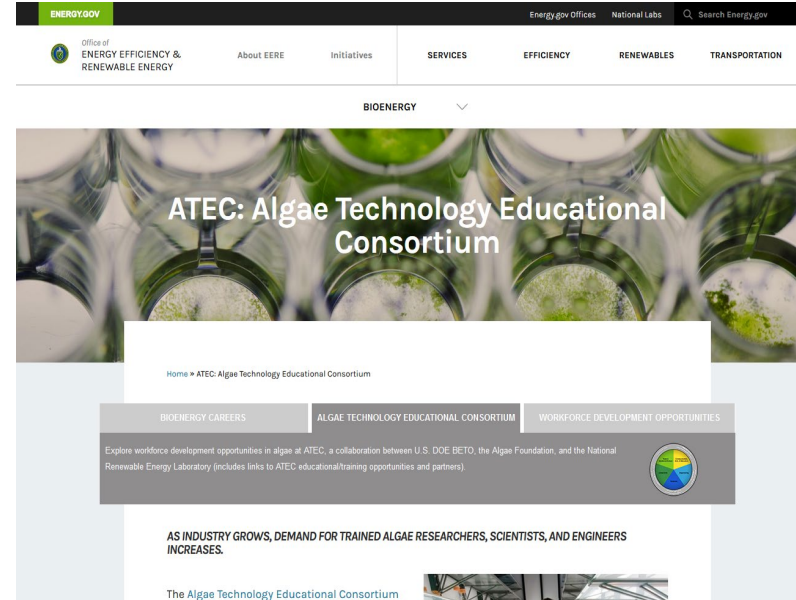 ENERGY.GOV
Energy.gov Offices National Labs Search Energy.gov
Office of
ENERGY EFFICIENCY &
RENEWABLE ENERGY
About EERE Initiatives SERVICES EFFICIENCY RENEWABLES TRANSPORTATION
BIOENERGY
ATEC: Algae Technology Educational
Consortium
Home » ATEC: Algae Technology Educational Consortium
BIOENERGY CAREERS ALGAE TECHNOLOGY EDUCATIONAL CONSORTIUM WORKFORCE DEVELOPMENT OPPORTUNITIES
Explore workforce development opportunities in algae at ATEC, a collaboration between U.S. DOE BETO, the Algae Foundation, and the National
Renewable Energy Laboratory (includes links to ATEC educational/training opportunities and partners).
AS INDUSTRY GROWS, DEMAND FOR TRAINED ALGAE RESEARCHERS, SCIENTISTS, AND ENGINEERS
INCREASES.
The Algae Technology Educational Consortium